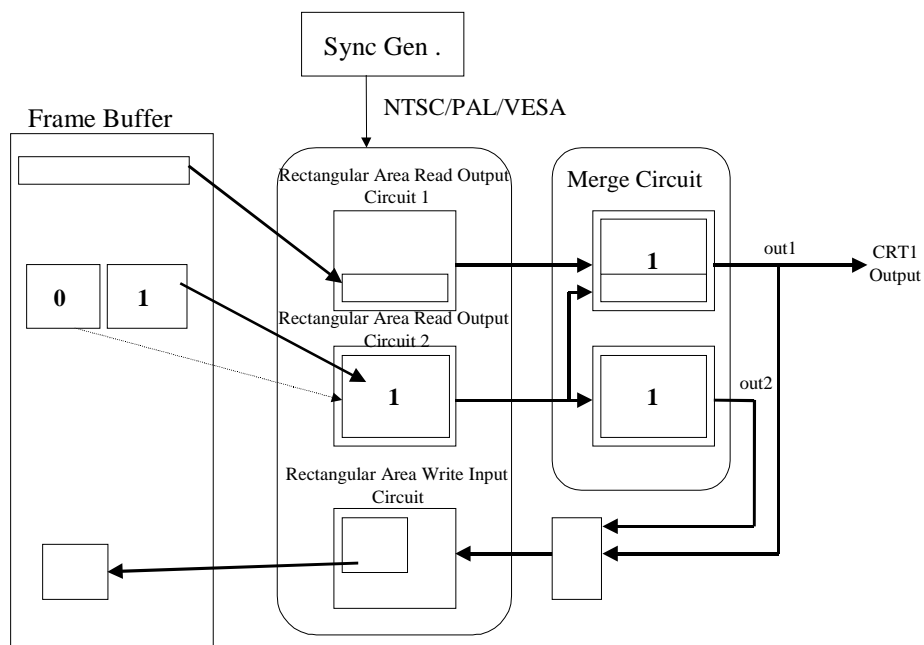 Sync Gen .
NTSC/PAL/VESA
Frame Buffer
Rectangular Area Read Output
Circuit 1
Merge Circuit
1
out1
CRT1
Output
0
1
Rectangular Area Read Output
Circuit 2
1
1
out2
Rectangular Area Write Input
Circuit